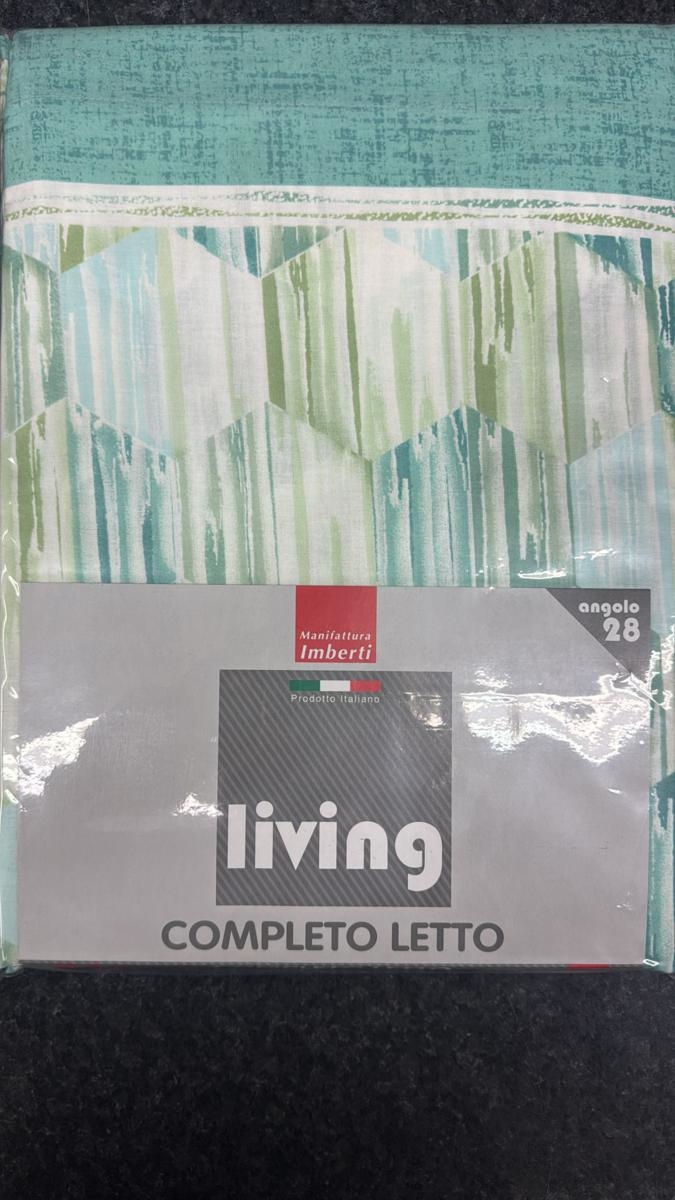 angolo
28
Manifattura
Imberti
Prodotto Italiano
living
COMPLETO LETTO